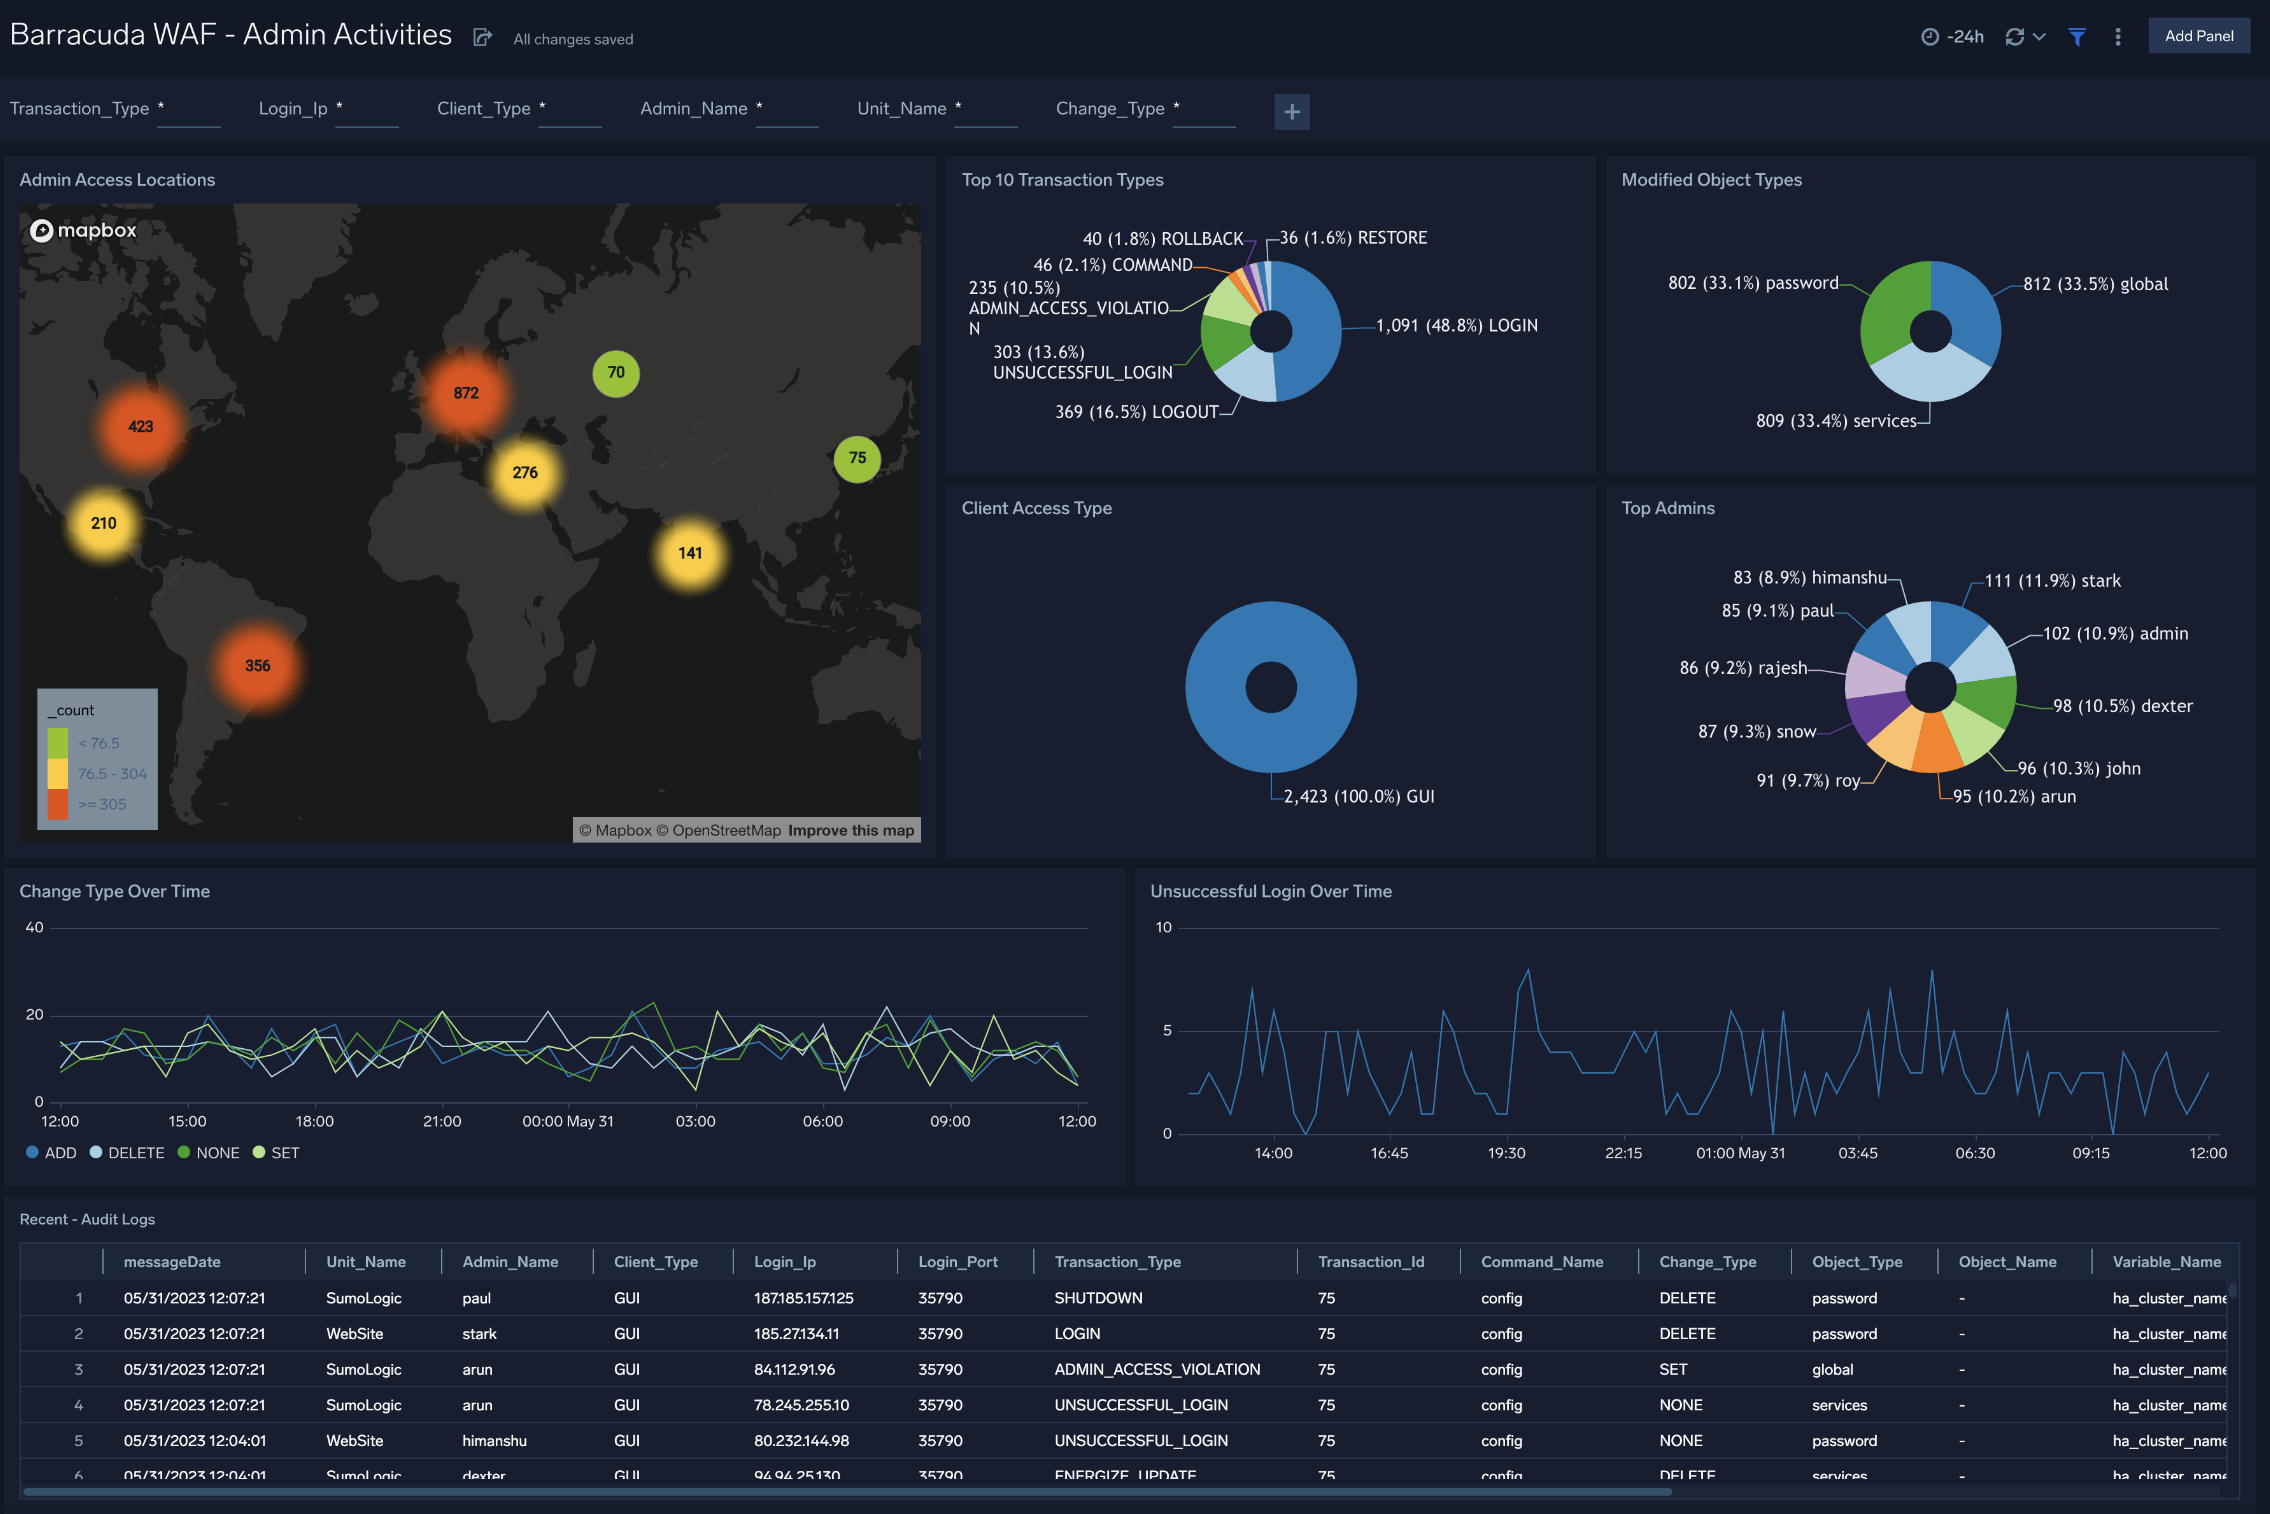 Barracuda WAF - Admin Activities
All changes saved
-24h
Add Panel
Transaction_Type *
Login_Ip *
Client_Type *
Admin_Name *
Unit_Name *
Change_Type *
+
Admin Access Locations
mapbox
423
872
70
276
75
210
141
356
_count
< 76.5
76.5 - 304
>= 305
© Mapbox © OpenStreetMap Improve this map
Top 10 Transaction Types
40 (1.8%) ROLLBACK
36 (1.6%) RESTORE
46 (2.1%) COMMAND
235 (10.5%)
ADMIN_ACCESS_VIOLATIO
N
1,091 (48.8%) LOGIN
303 (13.6%)
UNSUCCESSFUL_LOGIN
369 (16.5%) LOGOUT
Modified Object Types
802 (33.1%) password
812 (33.5%) global
809 (33.4%) services
Client Access Type
2,423 (100.0%) GUI
Top Admins
83 (8.9%) himanshu
111 (11.9%) stark
85 (9.1%) paul
102 (10.9%) admin
86 (9.2%) rajesh
98 (10.5%) dexter
87 (9.3%) snow
96 (10.3%) john
91 (9.7%) roy
95 (10.2%) arun
Change Type Over Time
40
20
0
12:00 15:00 18:00 21:00 00:00 May 31 03:00 06:00 09:00 12:00
ADD DELETE NONE SET
Unsuccessful Login Over Time
10
5
0
14:00 16:45 19:30 22:15 01:00 May 31 03:45 06:30 09:15 12:00
Recent - Audit Logs
messageDate Unit_Name Admin_Name Client_Type Login_Ip Login_Port Transaction_Type Transaction_Id Command_Name Change_Type Object_Type Object_Name Variable_Name
1 05/31/2023 12:07:21 SumoLogic paul GUI 187.185.157.125 35790 SHUTDOWN 75 config DELETE password - ha_cluster_name
2 05/31/2023 12:07:21 WebSite stark GUI 185.27.134.11 35790 LOGIN 75 config DELETE password - ha_cluster_name
3 05/31/2023 12:07:21 SumoLogic arun GUI 84.112.91.96 35790 ADMIN_ACCESS_VIOLATION 75 config SET global - ha_cluster_name
4 05/31/2023 12:07:21 SumoLogic arun GUI 78.245.255.10 35790 UNSUCCESSFUL_LOGIN 75 config NONE services - ha_cluster_name
5 05/31/2023 12:04:01 WebSite himanshu GUI 80.232.144.98 35790 UNSUCCESSFUL_LOGIN 75 config NONE password - ha_cluster_name
6 05/31/2023 12:04:01 SumoLogic dexter GUI 94.94.25.130 35790 ENERGIZE_UPDATE 75 config DELETE services - ha_cluster_name